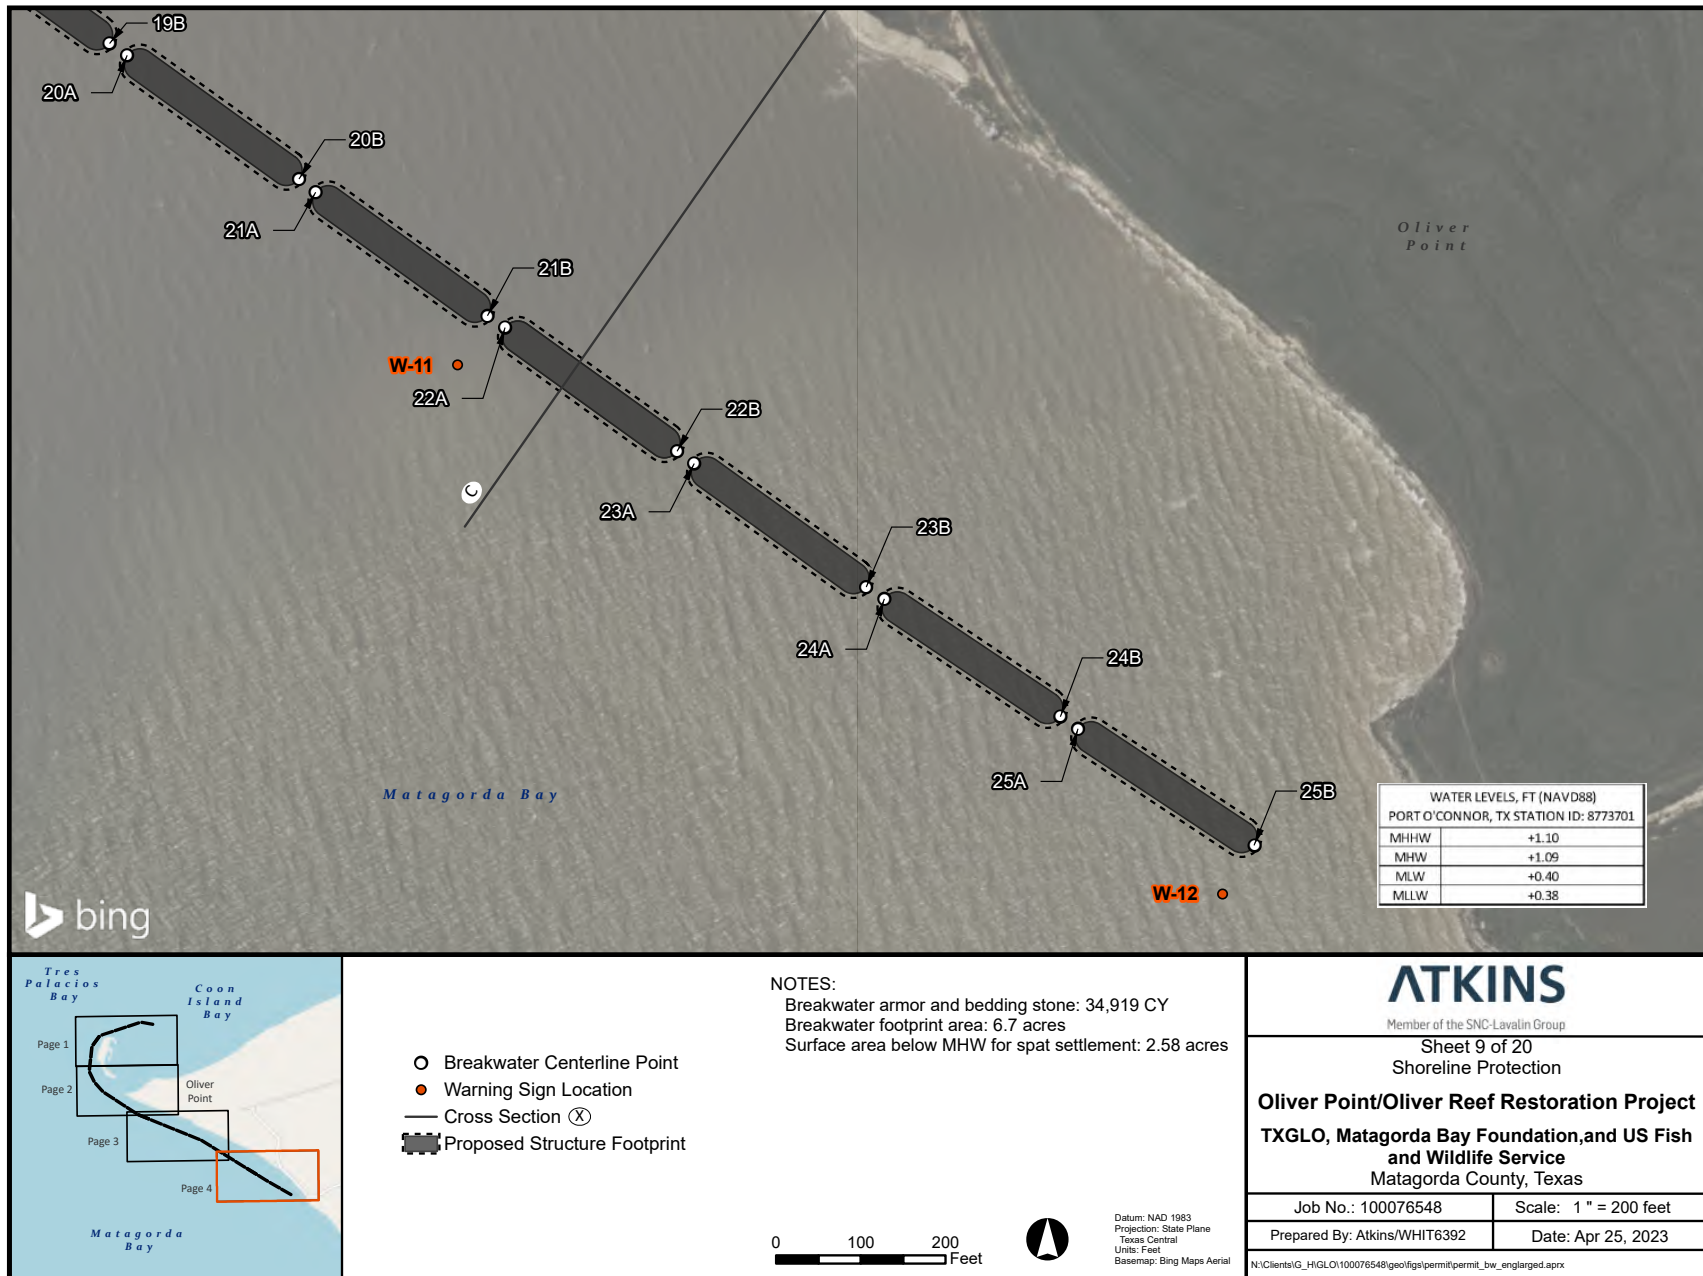 19B
20A
20B
21A
21B
W-11
22A
22B
C
23A
23B
24A
24B
25A
25B
W-12
Oliver
Point
Matagorda Bay
bing
WATER LEVELS, FT (NAVD88)
PORT O'CONNOR, TX STATION ID: 8773701
MHHW +1.10
MHW +1.09
MLW +0.40
MLLW +0.38
Tres
Palacios
Bay
Coon
Island
Bay
Page 1
Page 2
Oliver
Point
Page 3
Page 4
Matagorda
Bay
Breakwater Centerline Point
Warning Sign Location
Cross Section X
Proposed Structure Footprint
NOTES:
Breakwater armor and bedding stone: 34,919 CY
Breakwater footprint area: 6.7 acres
Surface area below MHW for spat settlement: 2.58 acres
0 100 200
Feet
Datum: NAD 1983
Projection: State Plane
Texas Central
Units: Feet
Basemap: Bing Maps Aerial
ATKINS
Member of the SNC-Lavalin Group
Sheet 9 of 20
Shoreline Protection
Oliver Point/Oliver Reef Restoration Project
TXGLO, Matagorda Bay Foundation,and US Fish
and Wildlife Service
Matagorda County, Texas
Job No.: 100076548
Scale: 1 " = 200 feet
Prepared By: Atkins/WHIT6392
Date: Apr 25, 2023
N:\Clients\G_H\GLO\100076548\geo\figs\permit\permit_bw_englarged.aprx